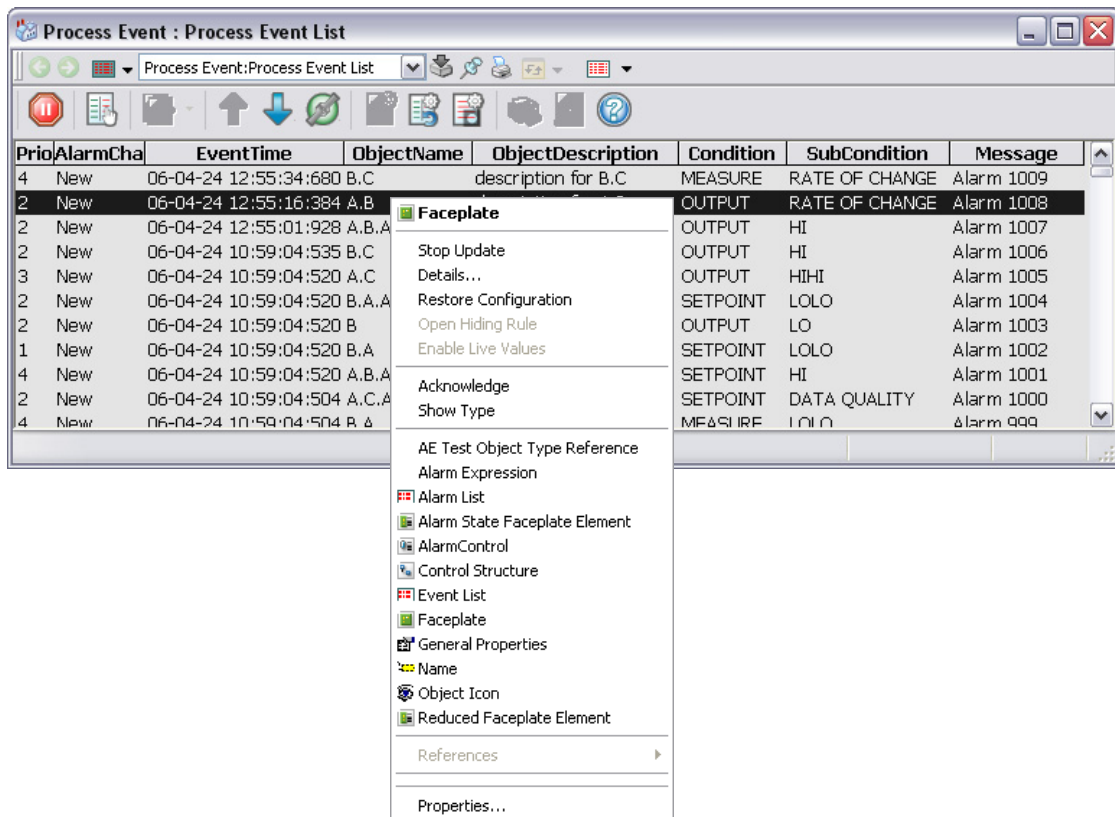 Process Event : Process Event List
Process Event:Process Event List
Prio AlarmCha EventTime ObjectName ObjectDescription Condition SubCondition Message
4 New 06-04-24 12:55:34:680 B.C description for B.C MEASURE RATE OF CHANGE Alarm 1009
2 New 06-04-24 12:55:16:384 A.B OUTPUT RATE OF CHANGE Alarm 1008
2 New 06-04-24 12:55:01:928 A.B.A OUTPUT HI Alarm 1007
2 New 06-04-24 10:59:04:535 B.C OUTPUT HI Alarm 1006
3 New 06-04-24 10:59:04:520 A.C OUTPUT HIHI Alarm 1005
2 New 06-04-24 10:59:04:520 B.A.A SETPOINT LOLO Alarm 1004
2 New 06-04-24 10:59:04:520 B OUTPUT LO Alarm 1003
1 New 06-04-24 10:59:04:520 B.A SETPOINT LOLO Alarm 1002
4 New 06-04-24 10:59:04:520 A.B.A SETPOINT HI Alarm 1001
2 New 06-04-24 10:59:04:504 A.C.A SETPOINT DATA QUALITY Alarm 1000
4 New 06-04-24 10:59:04:504 B.A MEASURE LOLO Alarm 999
Faceplate
Stop Update
Details...
Restore Configuration
Open Hiding Rule
Enable Live Values
Acknowledge
Show Type
AE Test Object Type Reference
Alarm Expression
Alarm List
Alarm State Faceplate Element
AlarmControl
Control Structure
Event List
Faceplate
General Properties
Name
Object Icon
Reduced Faceplate Element
References
Properties...